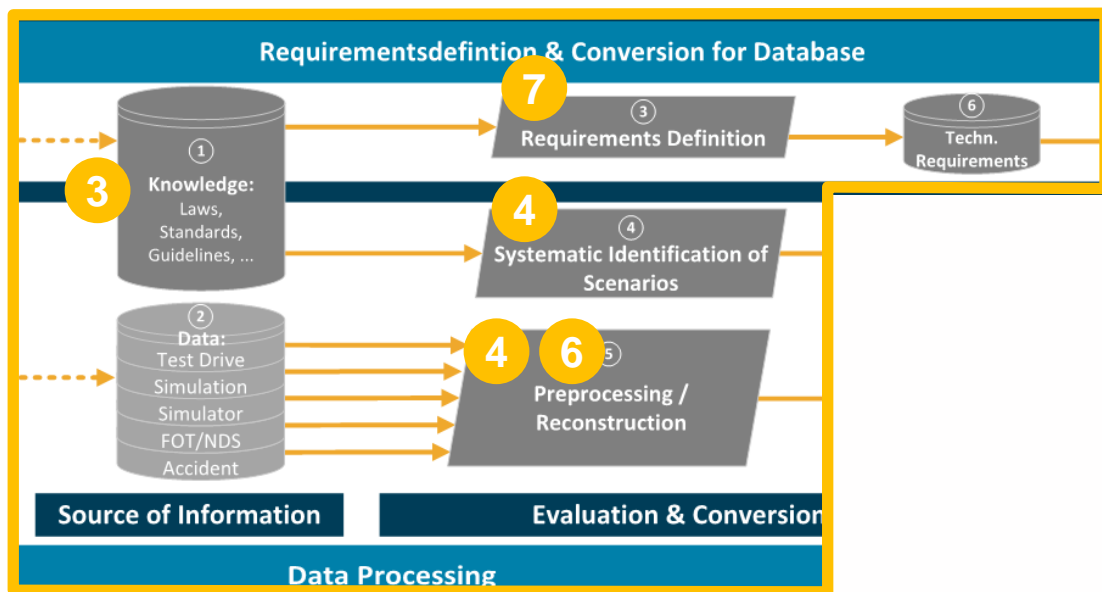 Requirementsdefintion & Conversion for Database
7
3
1
Knowledge:
Laws,
Standards,
Guidelines, ...
3
Requirements Definition
6
Techn.
Requirements
4
4
Systematic Identification of
Scenarios
2
Data:
Test Drive
Simulation
Simulator
FOT/NDS
Accident
4
6
5
Preprocessing /
Reconstruction
Source of Information
Evaluation & Conversion
Data Processing